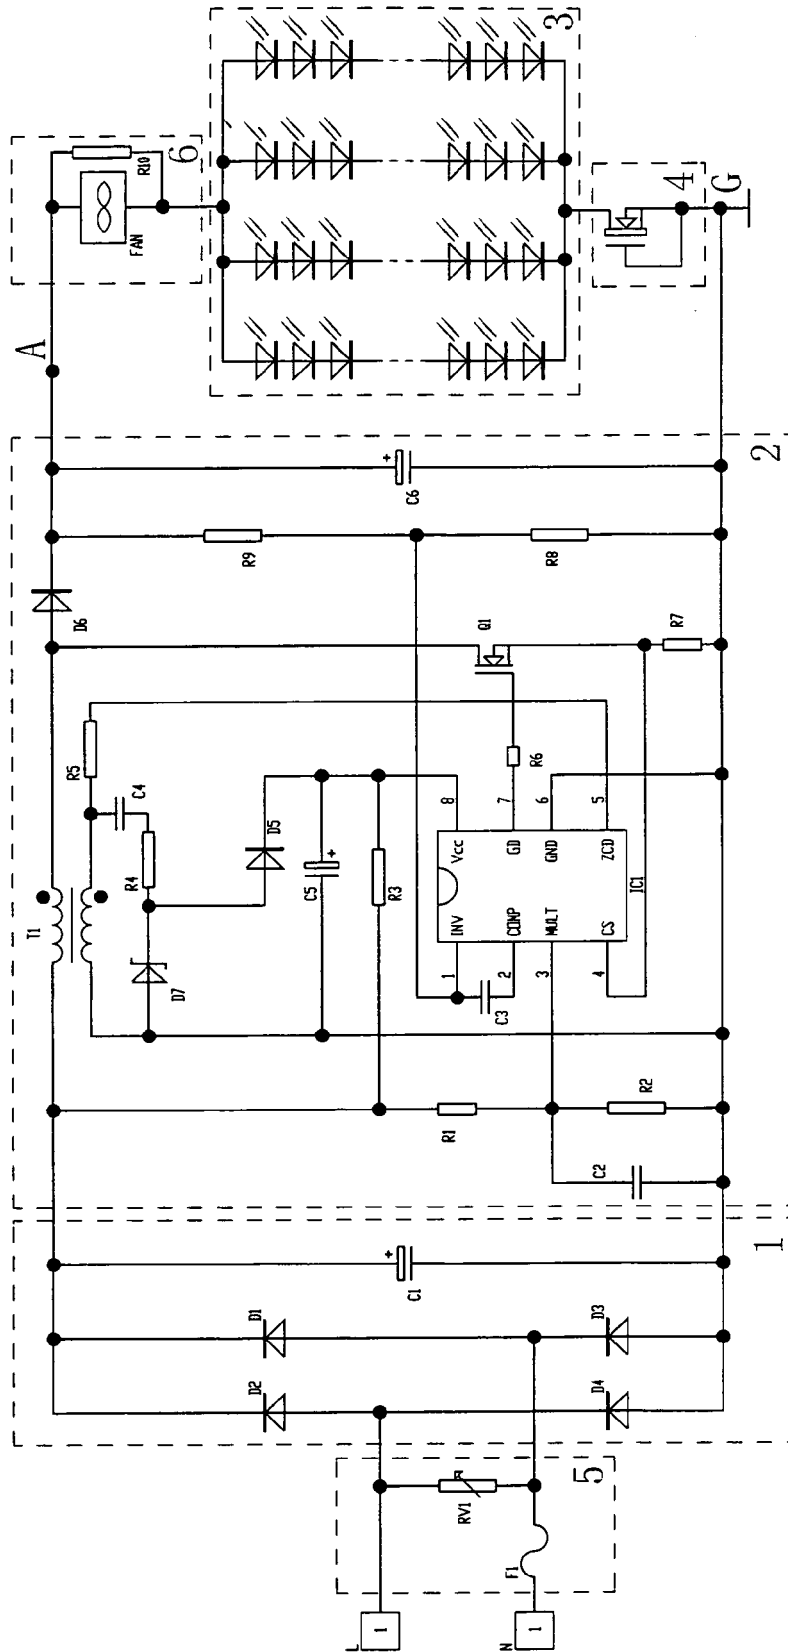 L
1
N
1
F1
RV1
5
D2
D1
D4
D3
C1
1
C2
R1
R2
R3
C3
T1
D7
R4
C4
R5
D5
C5
1
INV
2
COMP
3
MULT
4
CS
8
Vcc
7
GD
6
GND
5
ZCD
IC1
R6
Q1
R7
D6
R9
R8
C6
2
A
FAN
R10
6
3
4
G